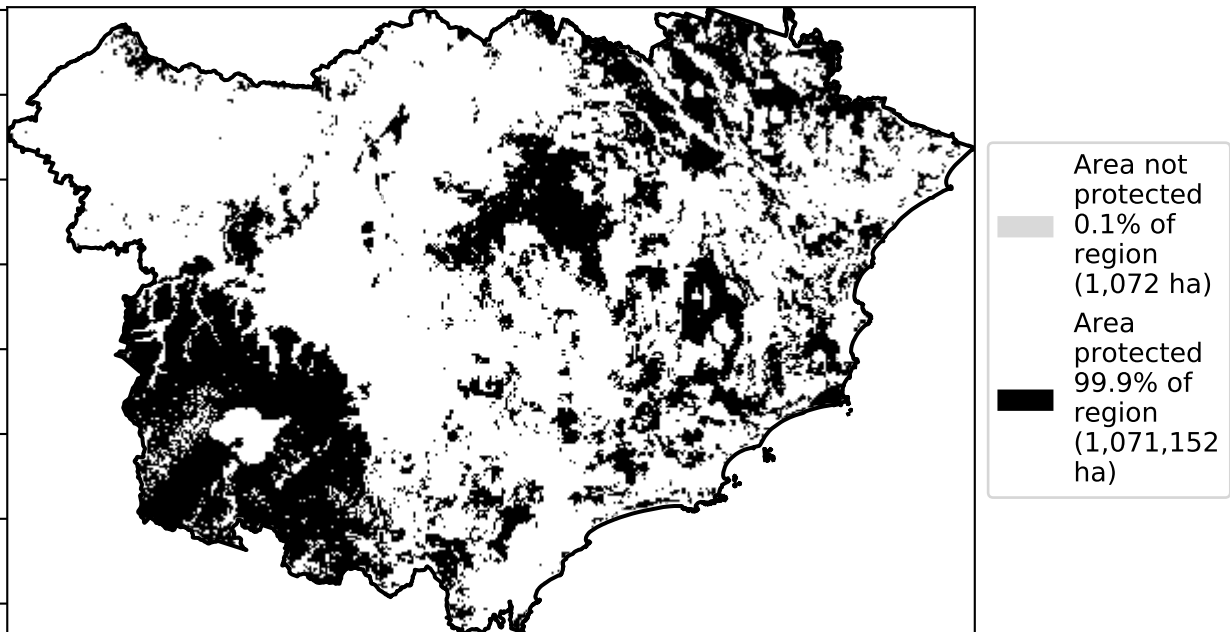 Area not
protected
0.1% of
region
(1,072 ha)
Area
protected
99.9% of
region
(1,071,152
ha)